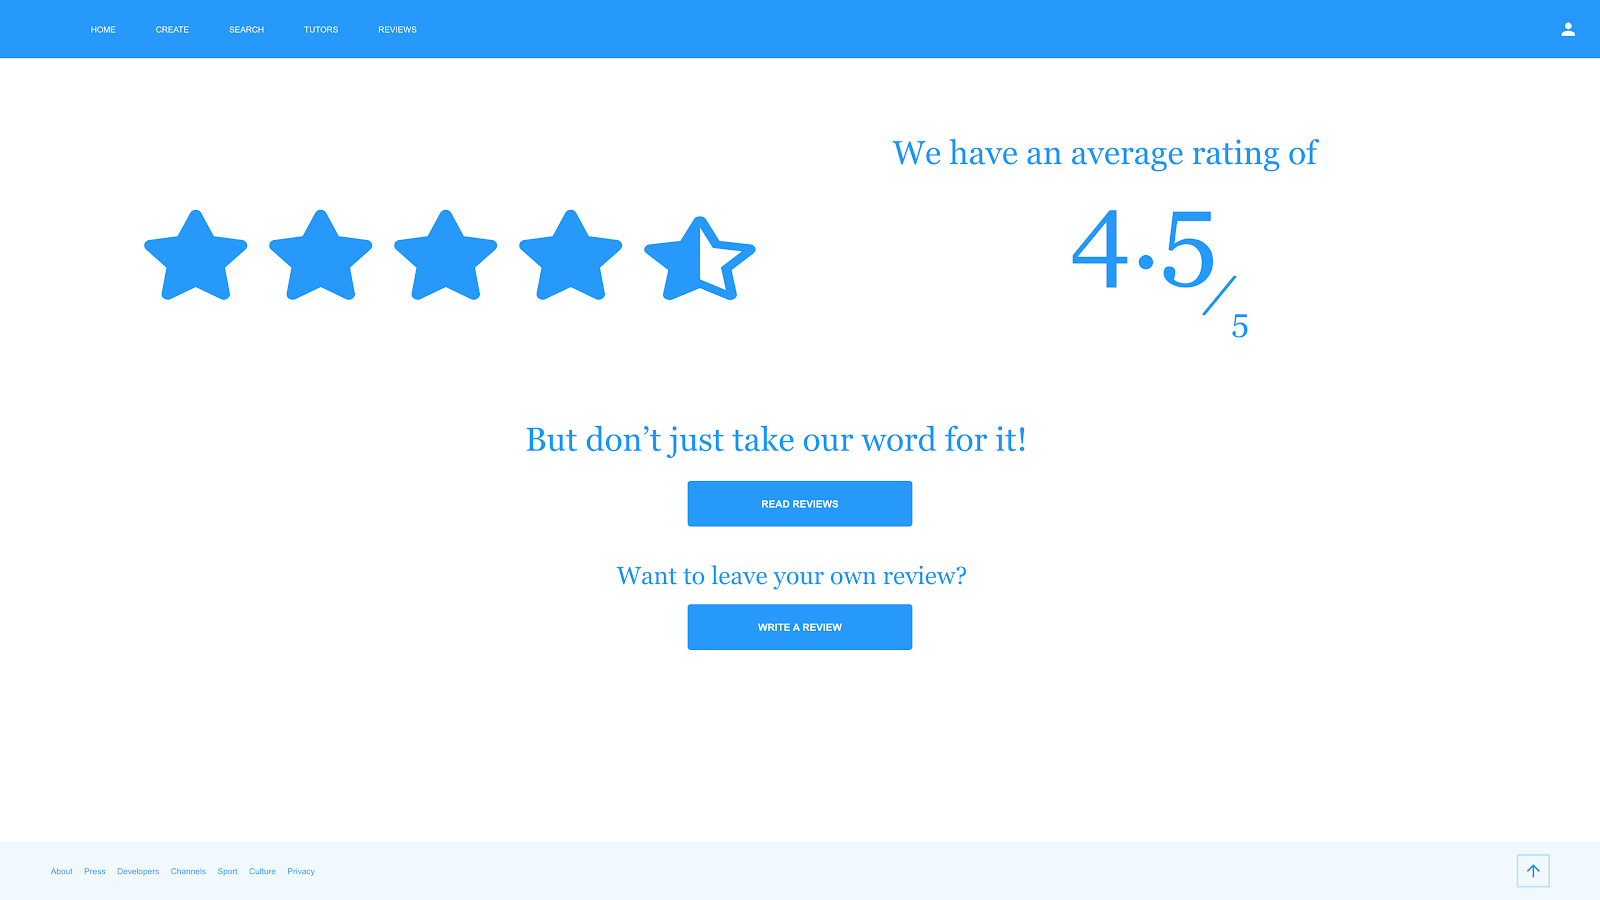 HOME CREATE SEARCH TUTORS REVIEWS
We have an average rating of
4.5/5
But don’t just take our word for it!
READ REVIEWS
Want to leave your own review?
WRITE A REVIEW
About Press Developers Channels Sport Culture Privacy